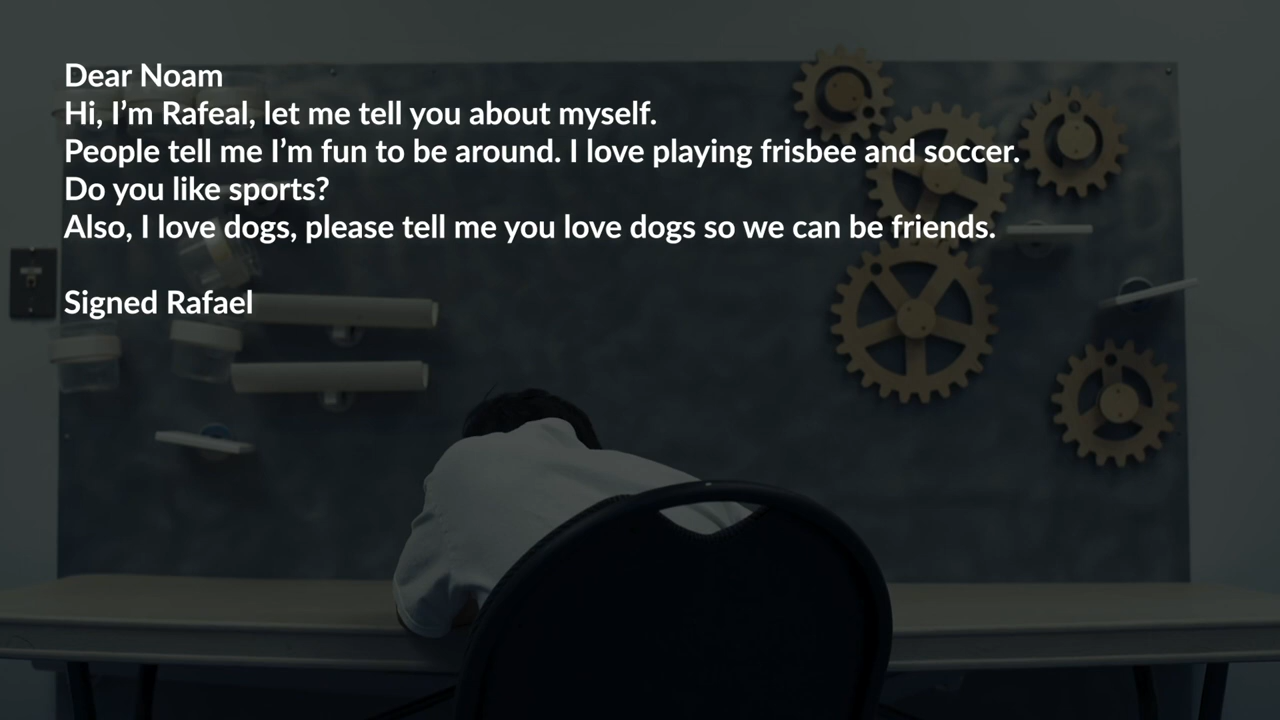 Dear Noam
Hi, I’m Rafeal, let me tell you about myself.
People tell me I’m fun to be around. I love playing frisbee and soccer.
Do you like sports?
Also, I love dogs, please tell me you love dogs so we can be friends.
Signed Rafael